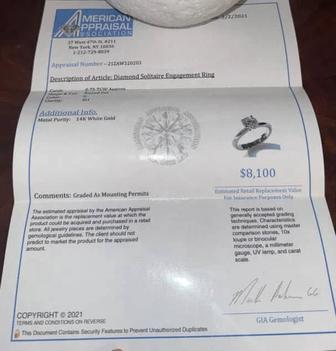 AMERICAN
APPRAISAL
ASSOCIATION
37 West 47th St. #211
New York, NY 10036
1-212-729-8039
Description of Article: Diamond Solitaire Engagement Ring
Additional Info.
Metal Purity: 14K White Gold
$8,100
Estimated Retail Replacement Value
For Insurance Purposes Only
Comments: Graded As Mounting Permits
The estimated appraisal by the American Appraisal
Association is the replacement value at which the
product could be acquired and purchased in a retail
store. All jewelry pieces are determined by
gemological guidelines. The client should not
predict to market the product for the appraised
amount.
This report is based on
generally accepted grading
techniques. Characteristics
are determined using master
comparison stones, 10x
loupe or binocular
microscope, a millimeter
gauge, UV lamp, and carat
scale.
COPYRIGHT © 2021
TERMS AND CONDITIONS ON REVERSE
GIA Gemologist
This Document Contains Security Features to Prevent Unauthorized Duplicates